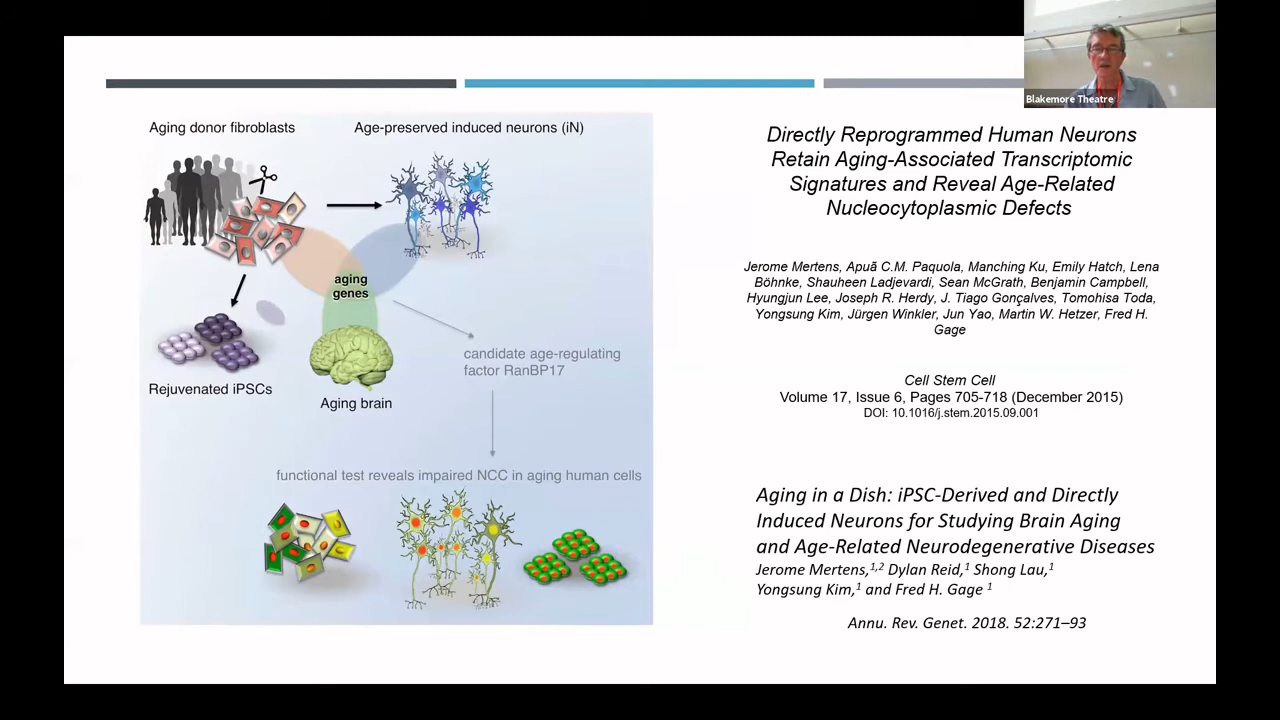 Blakemore Theatre
Aging donor fibroblasts
Age-preserved induced neurons (iN)
aging
genes
candidate age-regulating
factor RanBP17
Rejuvenated iPSCs
Aging brain
functional test reveals impaired NCC in aging human cells
Directly Reprogrammed Human Neurons
Retain Aging-Associated Transcriptomic
Signatures and Reveal Age-Related
Nucleocytoplasmic Defects
Jerome Mertens, Apuã C.M. Paquola, Manching Ku, Emily Hatch, Lena
Böhnke, Shauheen Ladjevardi, Sean McGrath, Benjamin Campbell,
Hyungjun Lee, Joseph R. Herdy, J. Tiago Gonçalves, Tomohisa Toda,
Yongsung Kim, Jürgen Winkler, Jun Yao, Martin W. Hetzer, Fred H.
Gage
Cell Stem Cell
Volume 17, Issue 6, Pages 705-718 (December 2015)
DOI: 10.1016/j.stem.2015.09.001
Aging in a Dish: iPSC-Derived and Directly
Induced Neurons for Studying Brain Aging
and Age-Related Neurodegenerative Diseases
Jerome Mertens,1,2 Dylan Reid,1 Shong Lau,1
Yongsung Kim,1 and Fred H. Gage 1
Annu. Rev. Genet. 2018. 52:271–93